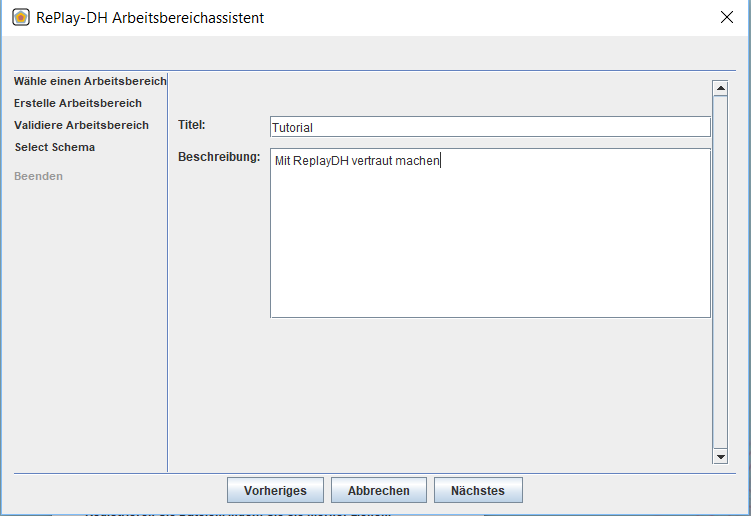 RePlay-DH Arbeitsbereichassistent
Wähle einen Arbeitsbereich
Erstelle Arbeitsbereich
Validiere Arbeitsbereich
Select Schema
Beenden
Titel:
Tutorial
Beschreibung:
Mit ReplayDH vertraut machen
Vorheriges
Abbrechen
Nächstes